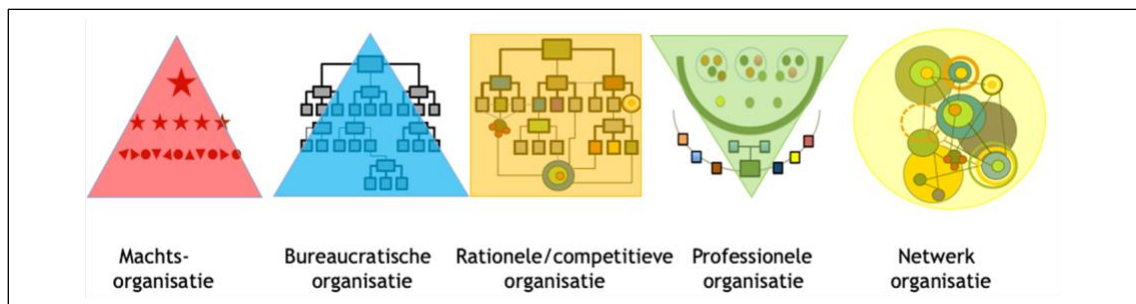 Machts-
organisatie
Bureaucratische
organisatie
Rationele/competitieve
organisatie
Professionele
organisatie
Netwerk
organisatie